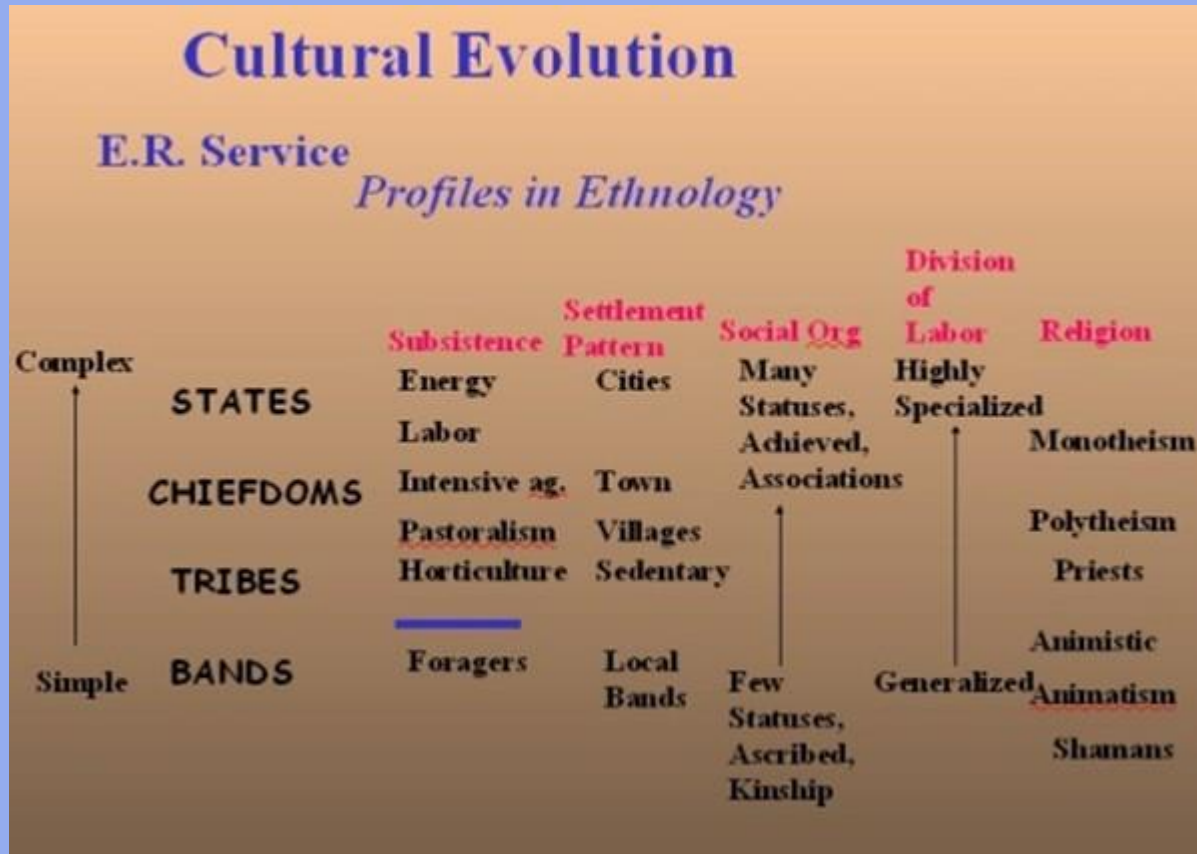 Cultural Evolution
E.R. Service
Profiles in Ethnology
Subsistence
Settlement
Pattern
Social Org
Division
of
Labor
Religion
Complex
Simple
STATES
CHIEFDOMS
TRIBES
BANDS
Energy
Labor
Intensive ag.
Pastoralism
Horticulture
Foragers
Cities
Town
Villages
Sedentary
Local
Bands
Many
Statuses,
Achieved,
Associations
Few
Statuses,
Ascribed,
Kinship
Highly
Specialized
Generalized
Monotheism
Polytheism
Priests
Animistic
Animatism
Shamans